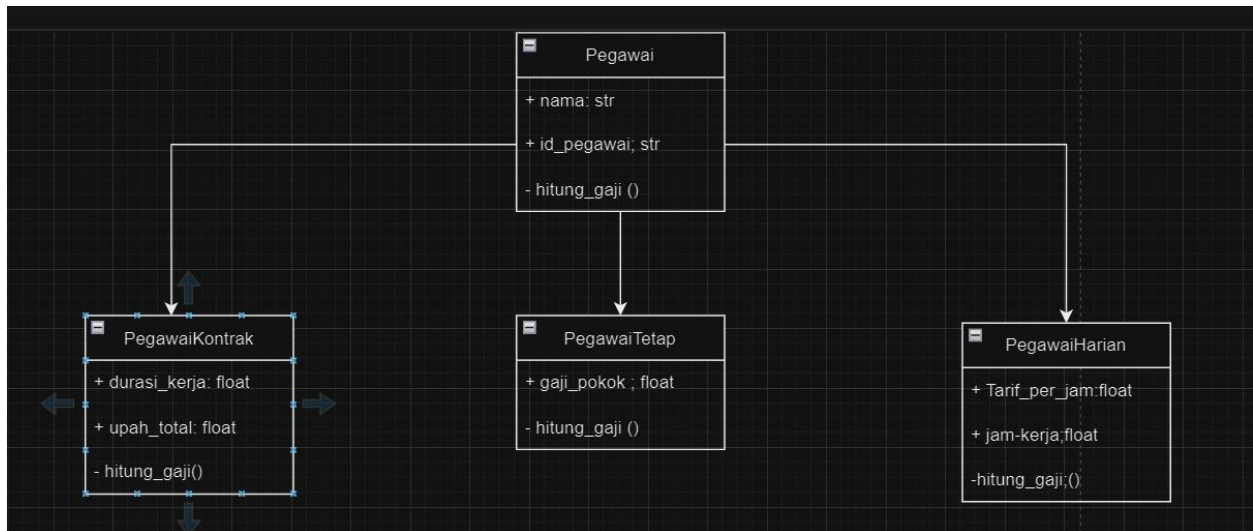 Pegawai
+ nama: str
+ id_pegawai; str
- hitung_gaji ()
PegawaiKontrak
+ durasi_kerja: float
+ upah_total: float
- hitung_gaji()
PegawaiTetap
+ gaji_pokok ; float
- hitung_gaji ()
PegawaiHarian
+ Tarif_per_jam:float
+ jam-kerja;float
-hitung_gaji;()